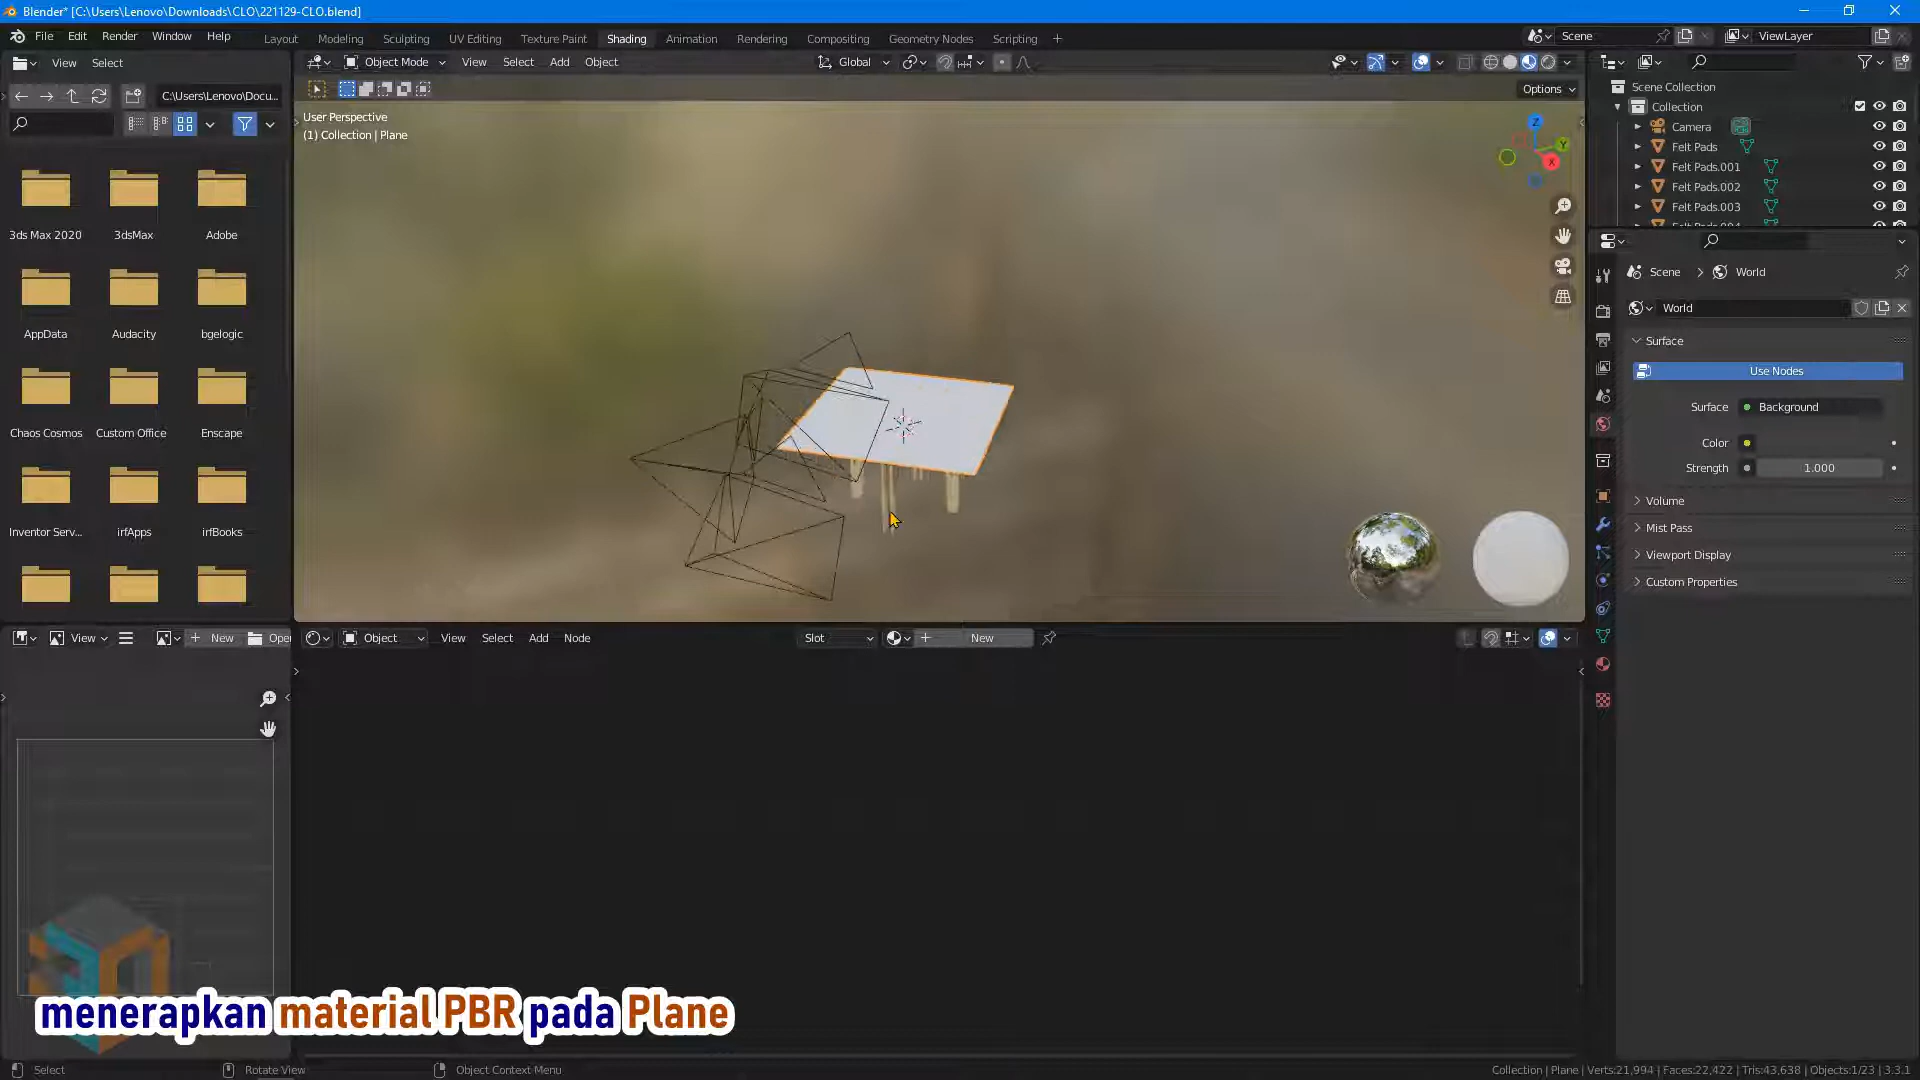 Blender* [C:\Users\Lenovo\Downloads\CLO\221129-CLO.blend]
File Edit Render Window Help
Layout Modeling Sculpting UV Editing Texture Paint Shading Animation Rendering Compositing Geometry Nodes Scripting
Scene
ViewLayer
View Select
Object Mode View Select Add Object
Global
C:\Users\Lenovo\Docu...
Options
User Perspective
(1) Collection | Plane
Z
Y
X
Scene Collection
Collection
Camera
Felt Pads
Felt Pads.001
Felt Pads.002
Felt Pads.003
Felt Pads.004
3ds Max 2020 3dsMax Adobe
AppData Audacity bgelogic
Chaos Cosmos Custom Office Enscape
Inventor Serv... irfApps irfBooks
Scene > World
World
Surface
Use Nodes
Surface Background
Color
Strength 1.000
Volume
Mist Pass
Viewport Display
Custom Properties
View
New
Open
Object View Select Add Node
Slot
New
menerapkan material PBR pada Plane
Select
Rotate View
Object Context Menu
Collection | Plane | Verts:21,994 | Faces:22,422 | Tris:43,638 | Objects:1/23 | 3.3.1